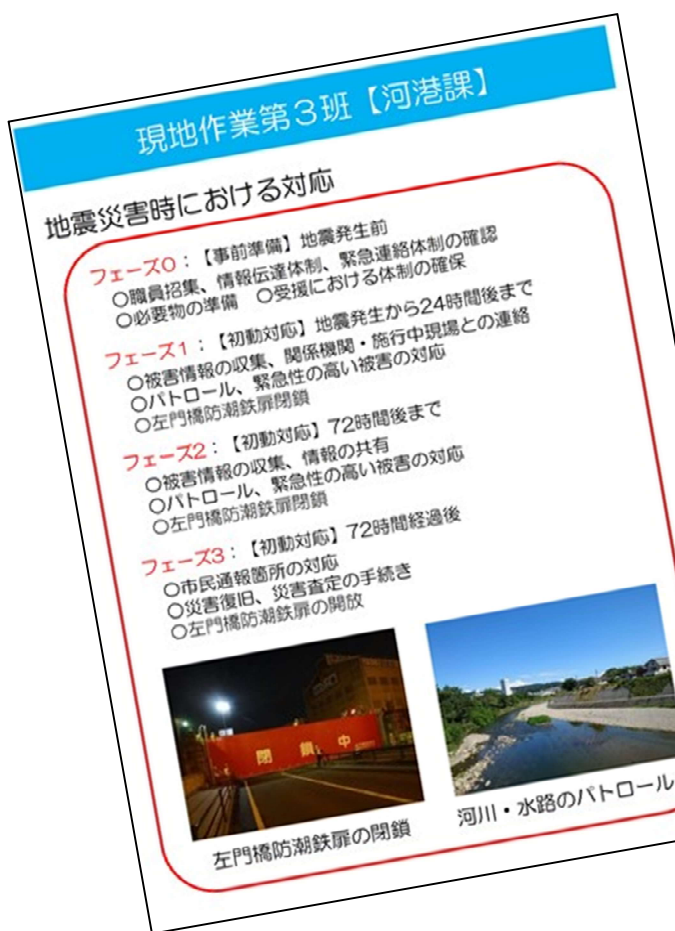 現地作業第3班【河港課】
地震災害時における対応
フェーズ0：【事前準備】地震発生前
○職員招集、情報伝達体制、緊急連絡体制の確認
○必要物の準備　○受援における体制の確保
フェーズ1：【初動対応】地震発生から24時間後まで
○被害情報の収集、関係機関・施行中現場との連絡
○パトロール、緊急性の高い被害の対応
○左門橋防潮鉄扉閉鎖
フェーズ2：【初動対応】72時間後まで
○被害情報の収集、情報の共有
○パトロール、緊急性の高い被害の対応
○左門橋防潮鉄扉閉鎖
フェーズ3：【初動対応】72時間経過後
○市民通報箇所の対応
○災害復旧、災害査定の手続き
○左門橋防潮鉄扉の開放
閉鎖中
左門橋防潮鉄扉の閉鎖
河川・水路のパトロール